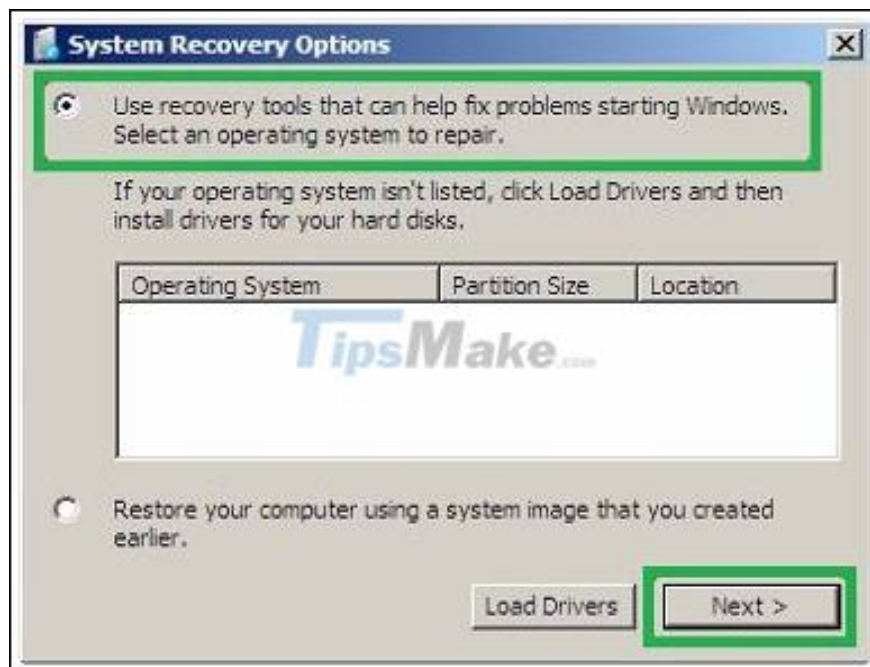 System Recovery Options
Use recovery tools that can help fix problems starting Windows.
Select an operating system to repair.
If your operating system isn't listed, click Load Drivers and then
install drivers for your hard disks.
Operating System Partition Size Location
TipsMake.com
Restore your computer using a system image that you created
earlier.
Load Drivers Next >